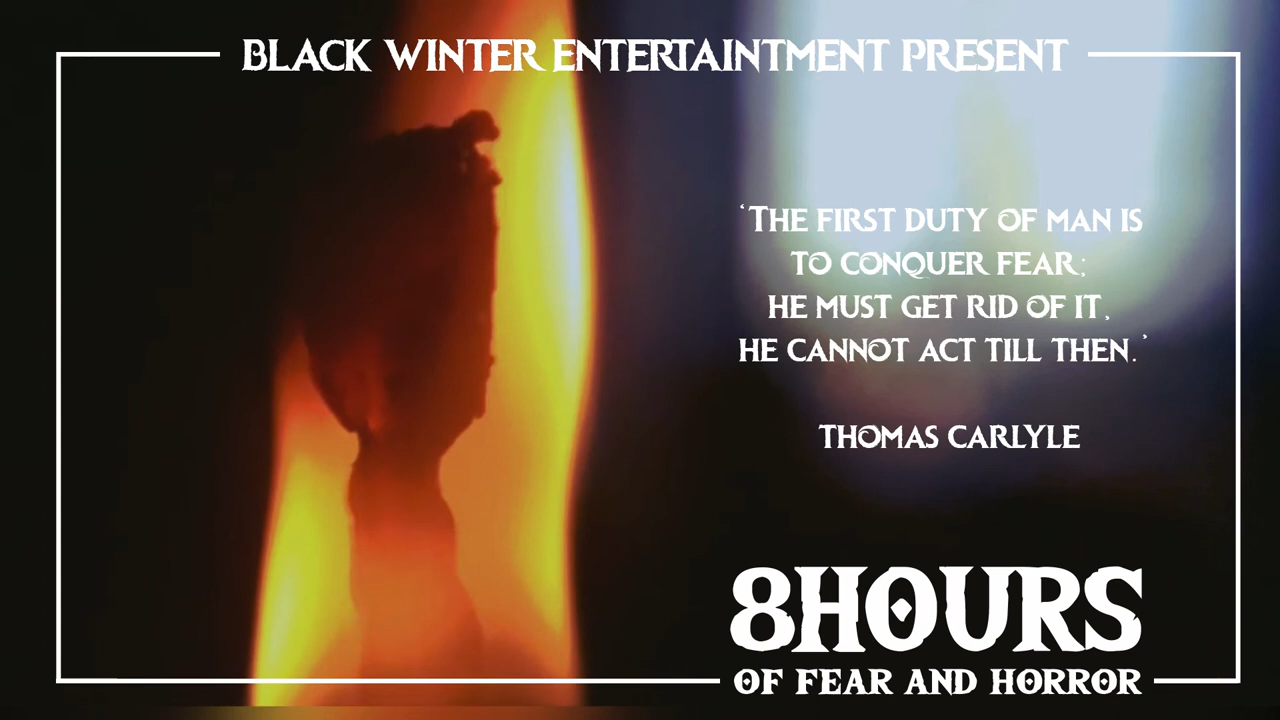 BLACK WINTER ENTERTAINTMENT PRESENT
‘THE FIRST DUTY OF MAN IS
TO CONQUER FEAR;
HE MUST GET RID OF IT,
HE CANNOT ACT TILL THEN.’
THOMAS CARLYLE
8HOURS
OF FEAR AND HORROR